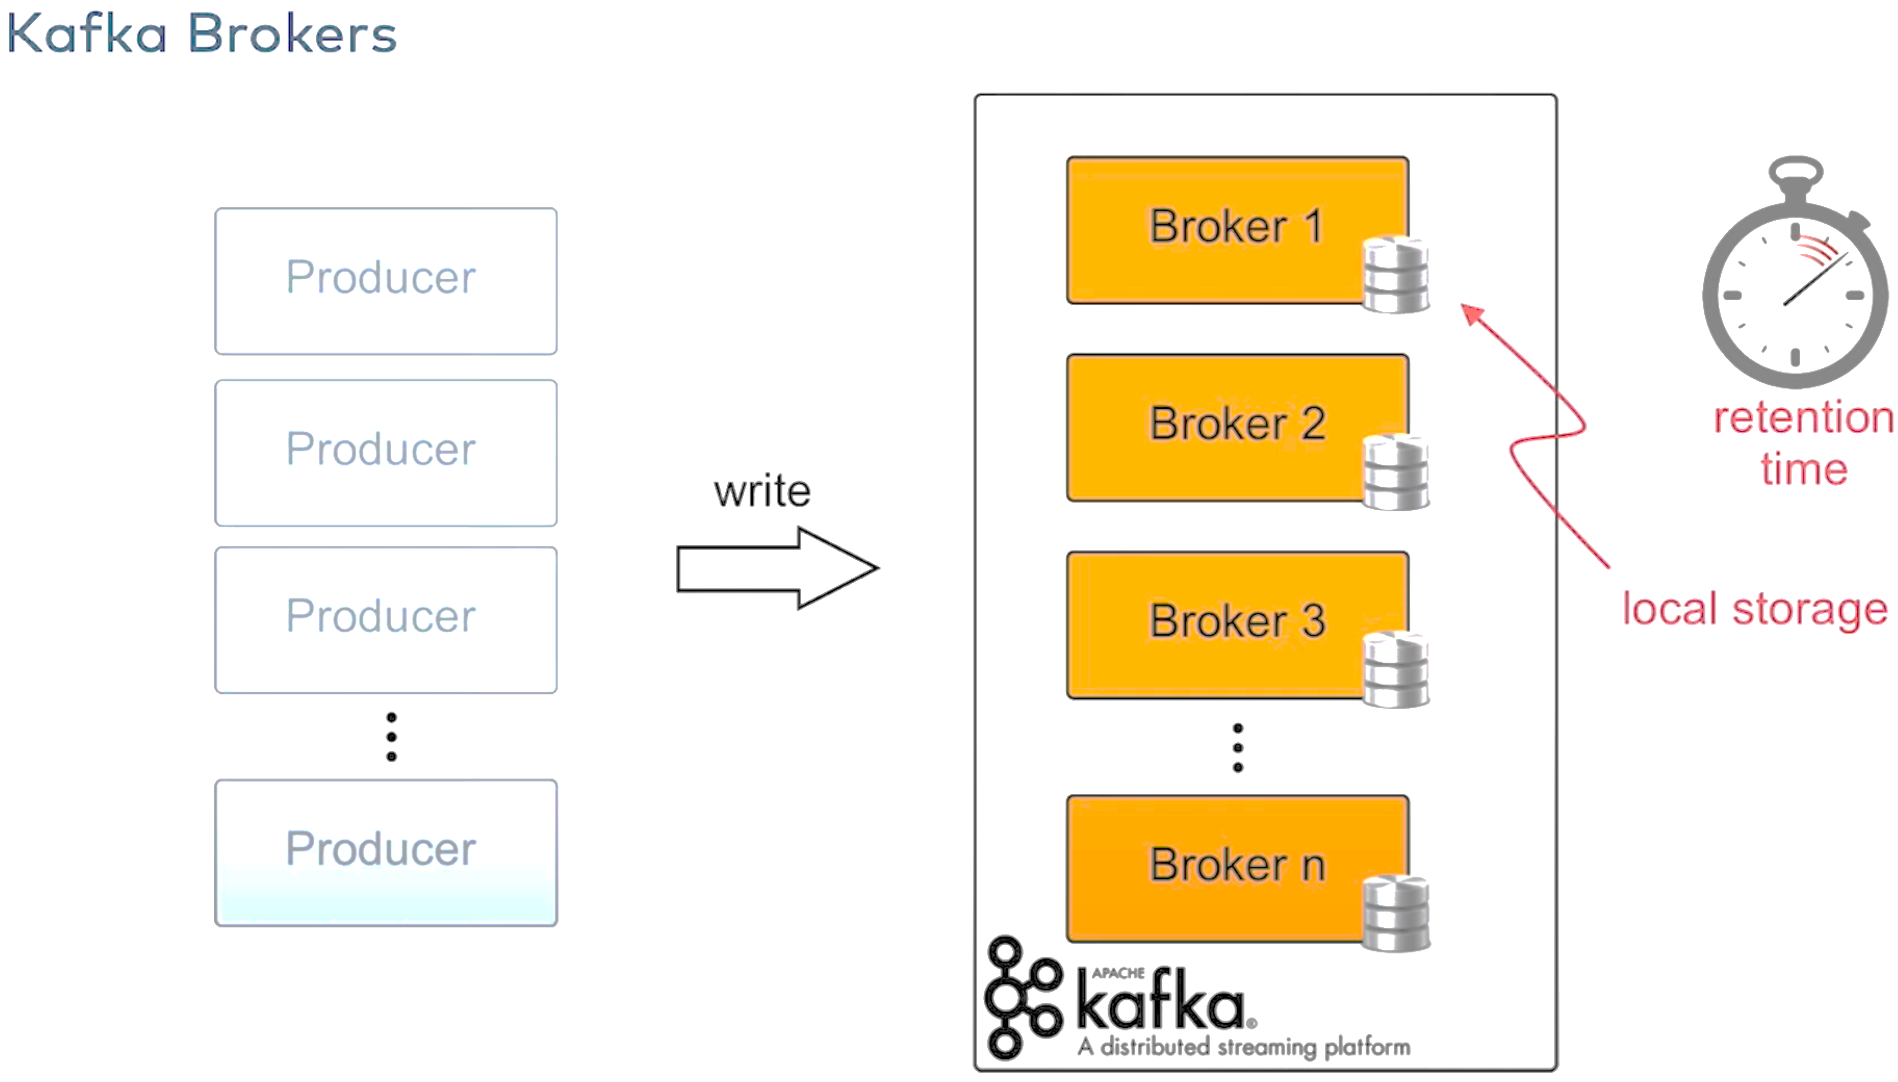 Kafka Brokers
Producer
Producer
Producer
Producer
write
Broker 1
Broker 2
Broker 3
Broker n
APACHE
kafka®
A distributed streaming platform
retention
time
local storage